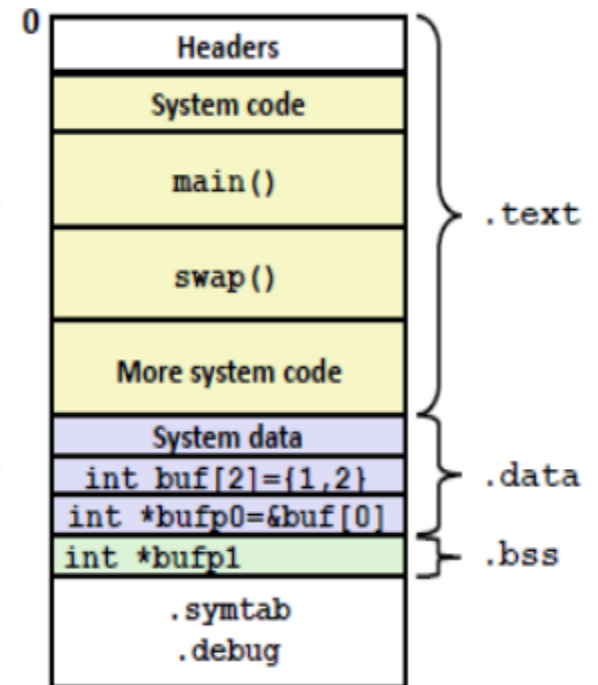 0
Headers
System code
main()
swap()
More system code
.text
System data
int buf[2]={1,2}
int *bufp0=&buf[0]
.data
int *bufp1
.bss
.symtab
.debug